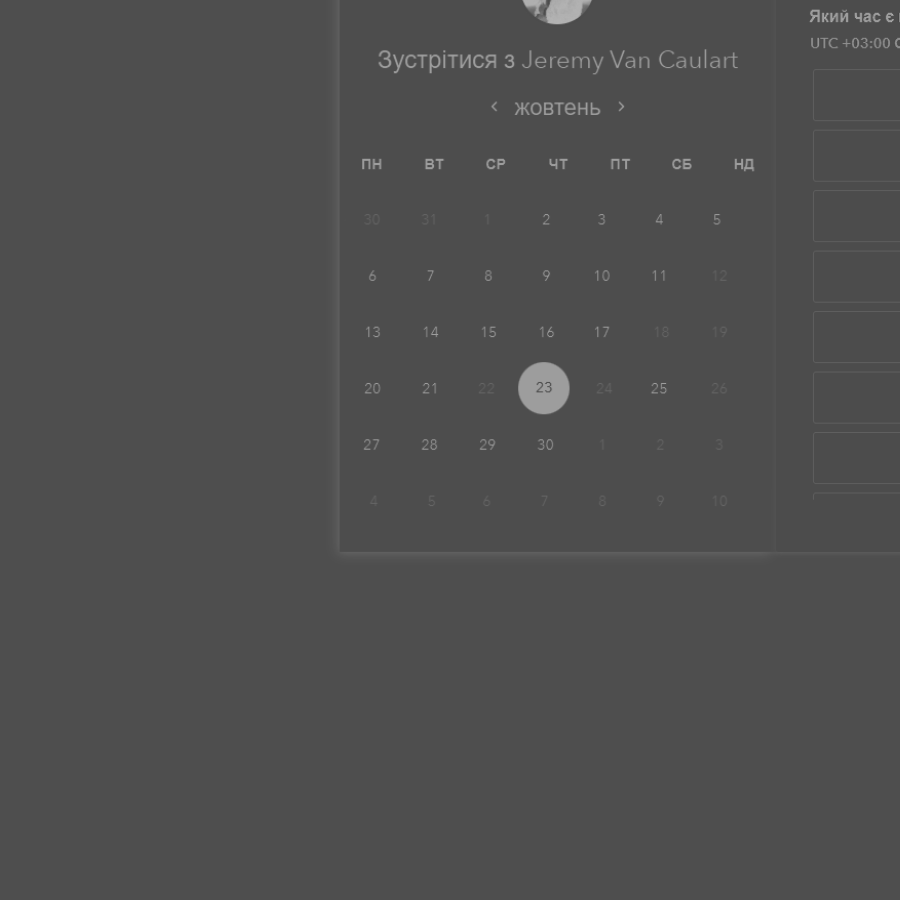 Який час є
UTC +03:00
Зустрітися з Jeremy Van Caulart
‹ жовтень ›
ПН ВТ СР ЧТ ПТ СБ НД
30 31 1 2 3 4 5
6 7 8 9 10 11 12
13 14 15 16 17 18 19
20 21 22 23 24 25 26
27 28 29 30 1 2 3
4 5 6 7 8 9 10